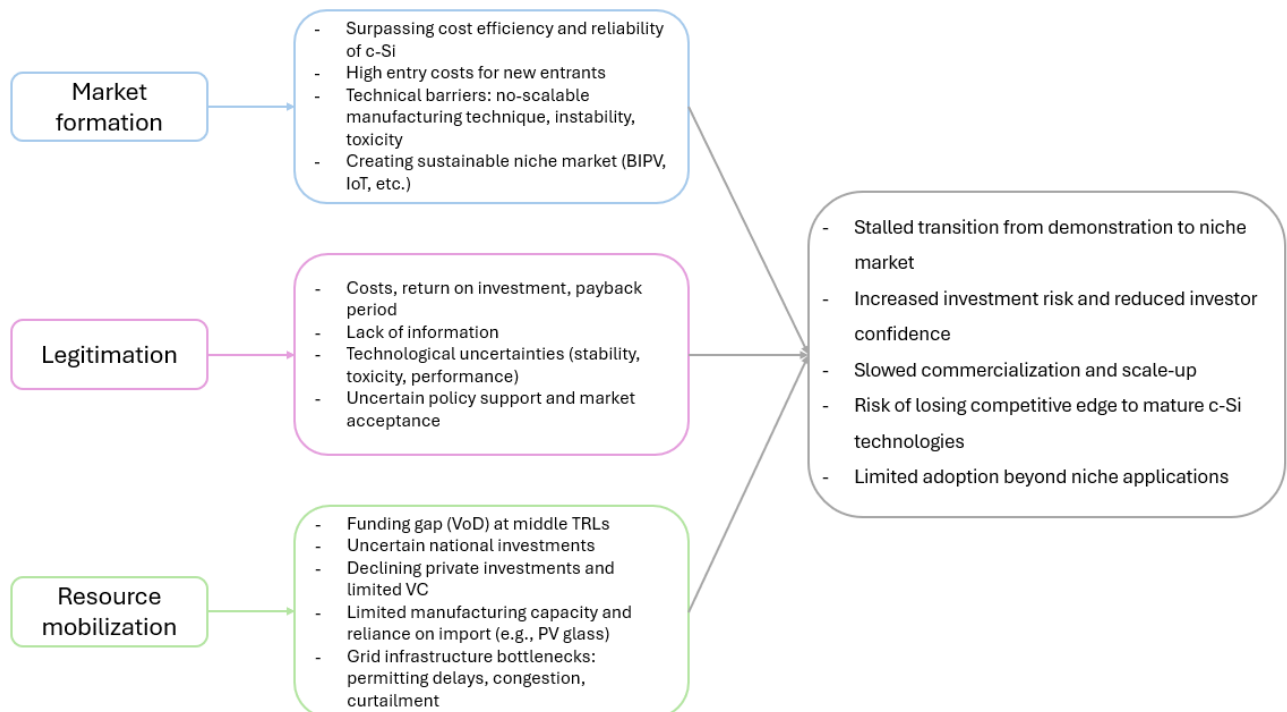 Market
formation
- Surpassing cost efficiency and reliability
of c-Si
- High entry costs for new entrants
- Technical barriers: no-scalable
manufacturing technique, instability,
toxicity
- Creating sustainable niche market (BIPV,
IoT, etc.)
Legitimation
- Costs, return on investment, payback
period
- Lack of information
- Technological uncertainties (stability,
toxicity, performance)
- Uncertain policy support and market
acceptance
Resource
mobilization
- Funding gap (VoD) at middle TRLs
- Uncertain national investments
- Declining private investments and
limited VC
- Limited manufacturing capacity and
reliance on import (e.g., PV glass)
- Grid infrastructure bottlenecks:
permitting delays, congestion,
curtailment
- Stalled transition from demonstration to niche
market
- Increased investment risk and reduced investor
confidence
- Slowed commercialization and scale-up
- Risk of losing competitive edge to mature c-Si
technologies
- Limited adoption beyond niche applications